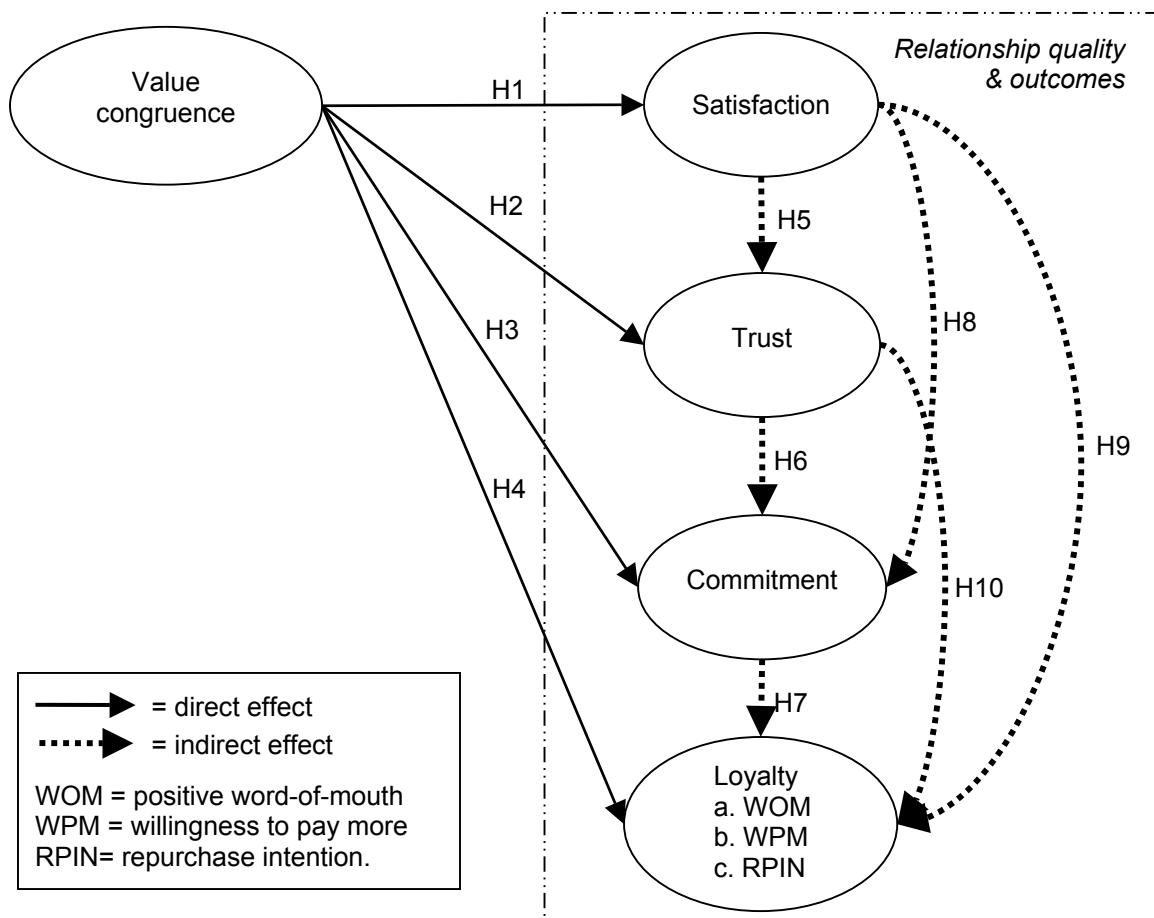 Relationship quality
& outcomes
Value
congruence
H1
Satisfaction
H2
H5
H3
Trust
H8
H4
H6
H9
Commitment
H10
H7
= direct effect
= indirect effect
WOM = positive word-of-mouth
WPM = willingness to pay more
RPIN= repurchase intention.
Loyalty
a. WOM
b. WPM
c. RPIN